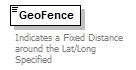 GeoFence
Indicates a Fixed Distance
around the Lat/Long
Specified